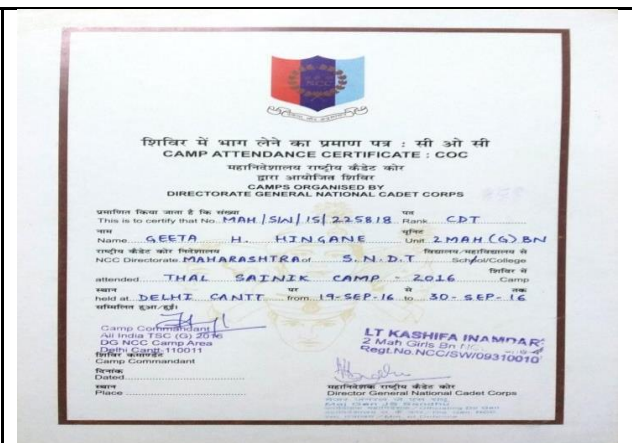 NCC
शिविर में भाग लेने का प्रमाण पत्र : सी ओ सी
CAMP ATTENDANCE CERTIFICATE : COC
महानिदेशालय राष्ट्रीय कैडेट कोर
द्वारा आयोजित शिविर
CAMPS ORGANISED BY
DIRECTORATE GENERAL NATIONAL CADET CORPS
प्रमाणित किया जाता है कि संख्या पद
This is to certify that No. MAH/SW/15/225818 Rank CDT
नाम यूनिट
Name GEETA H. HINGANE Unit 2 MAH (G) BN
राष्ट्रीय कैडेट कोर निदेशालय विद्यालय/महाविद्यालय से
NCC Directorate MAHARASHTRA of S.N.D.T School/College
शिविर में
attended THAL SAINIK CAMP - 2016 Camp
स्थान पर से तक
held at DELHI CANTT from 19-SEP-16 to 30-SEP-16
सम्मिलित हुआ/हुई।
Camp Commandant
All India TSC (G) 2016
DG NCC Camp Area
Delhi Cantt-110011
शिविर कमाण्डेंट
Camp Commandant
दिनांक
Dated
स्थान
Place
LT KASHIFA INAMDAR
2 Mah Girls Bn NCC
Regt.No.NCC/SW/09310010
महानिदेशक राष्ट्रीय कैडेट कोर
Director General National Cadet Corps